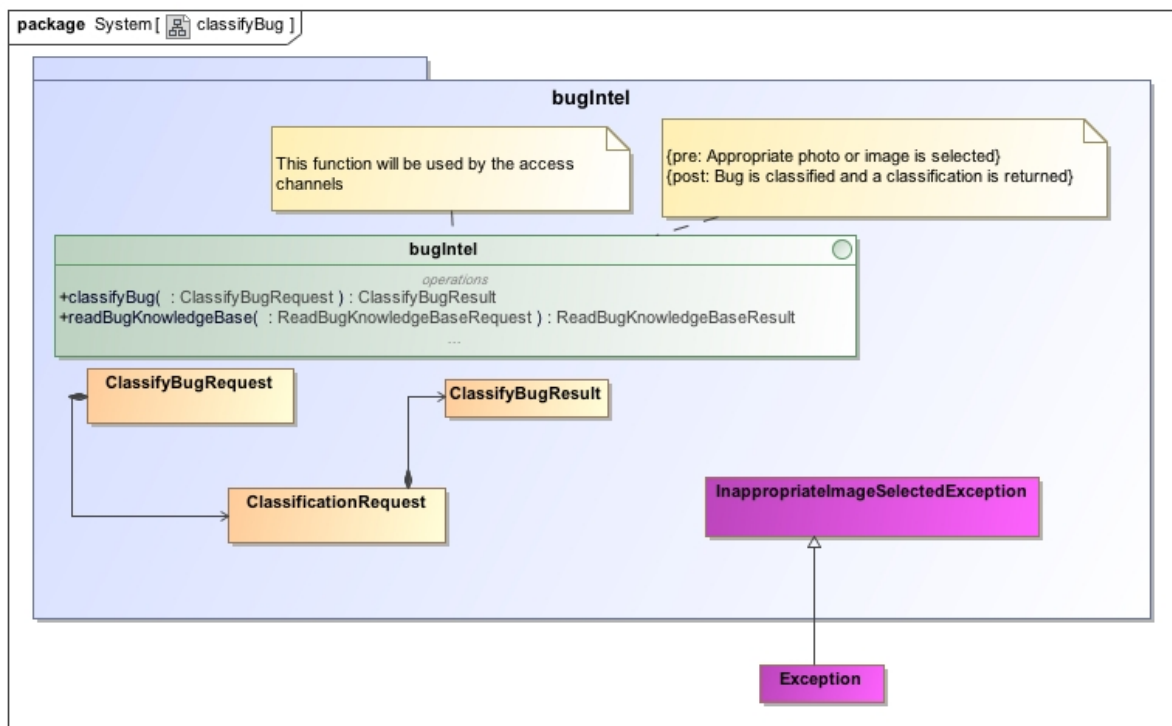 package System [ classifyBug ]
bugIntel
This function will be used by the access
channels
{pre: Appropriate photo or image is selected}
{post: Bug is classified and a classification is returned}
bugIntel
operations
+classifyBug( : ClassifyBugRequest ) : ClassifyBugResult
+readBugKnowledgeBase( : ReadBugKnowledgeBaseRequest ) : ReadBugKnowledgeBaseResult
...
ClassifyBugRequest
ClassifyBugResult
ClassificationRequest
InappropriateImageSelectedException
Exception